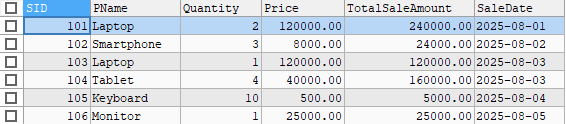 SID PName Quantity Price TotalSaleAmount SaleDate
101 Laptop 2 120000.00 240000.00 2025-08-01
102 Smartphone 3 8000.00 24000.00 2025-08-02
103 Laptop 1 120000.00 120000.00 2025-08-03
104 Tablet 4 40000.00 160000.00 2025-08-03
105 Keyboard 10 500.00 5000.00 2025-08-04
106 Monitor 1 25000.00 25000.00 2025-08-05